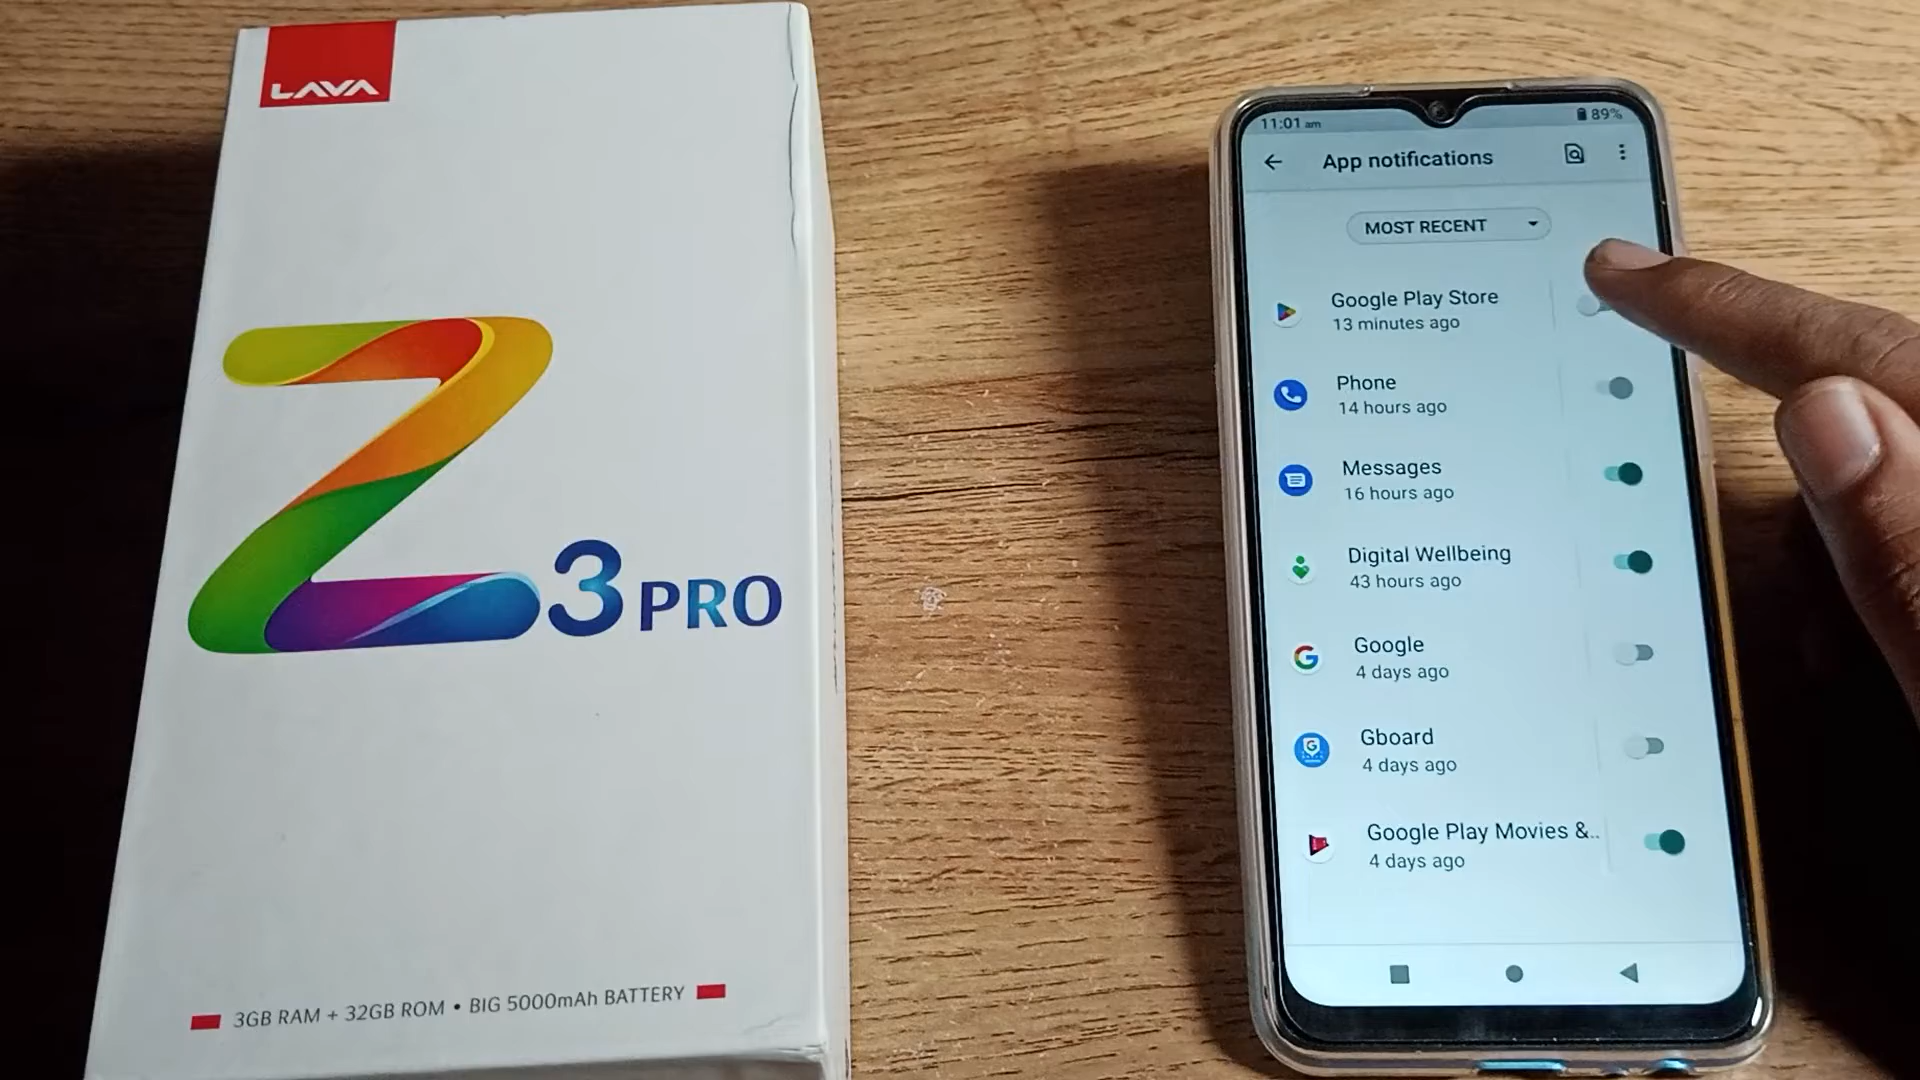 LAVA
Z3 PRO
3GB RAM + 32GB ROM • BIG 5000mAh BATTERY
11:01 am
89%
App notifications
MOST RECENT
Google Play Store
13 minutes ago
Phone
14 hours ago
Messages
16 hours ago
Digital Wellbeing
43 hours ago
Google
4 days ago
Gboard
4 days ago
Google Play Movies &..
4 days ago